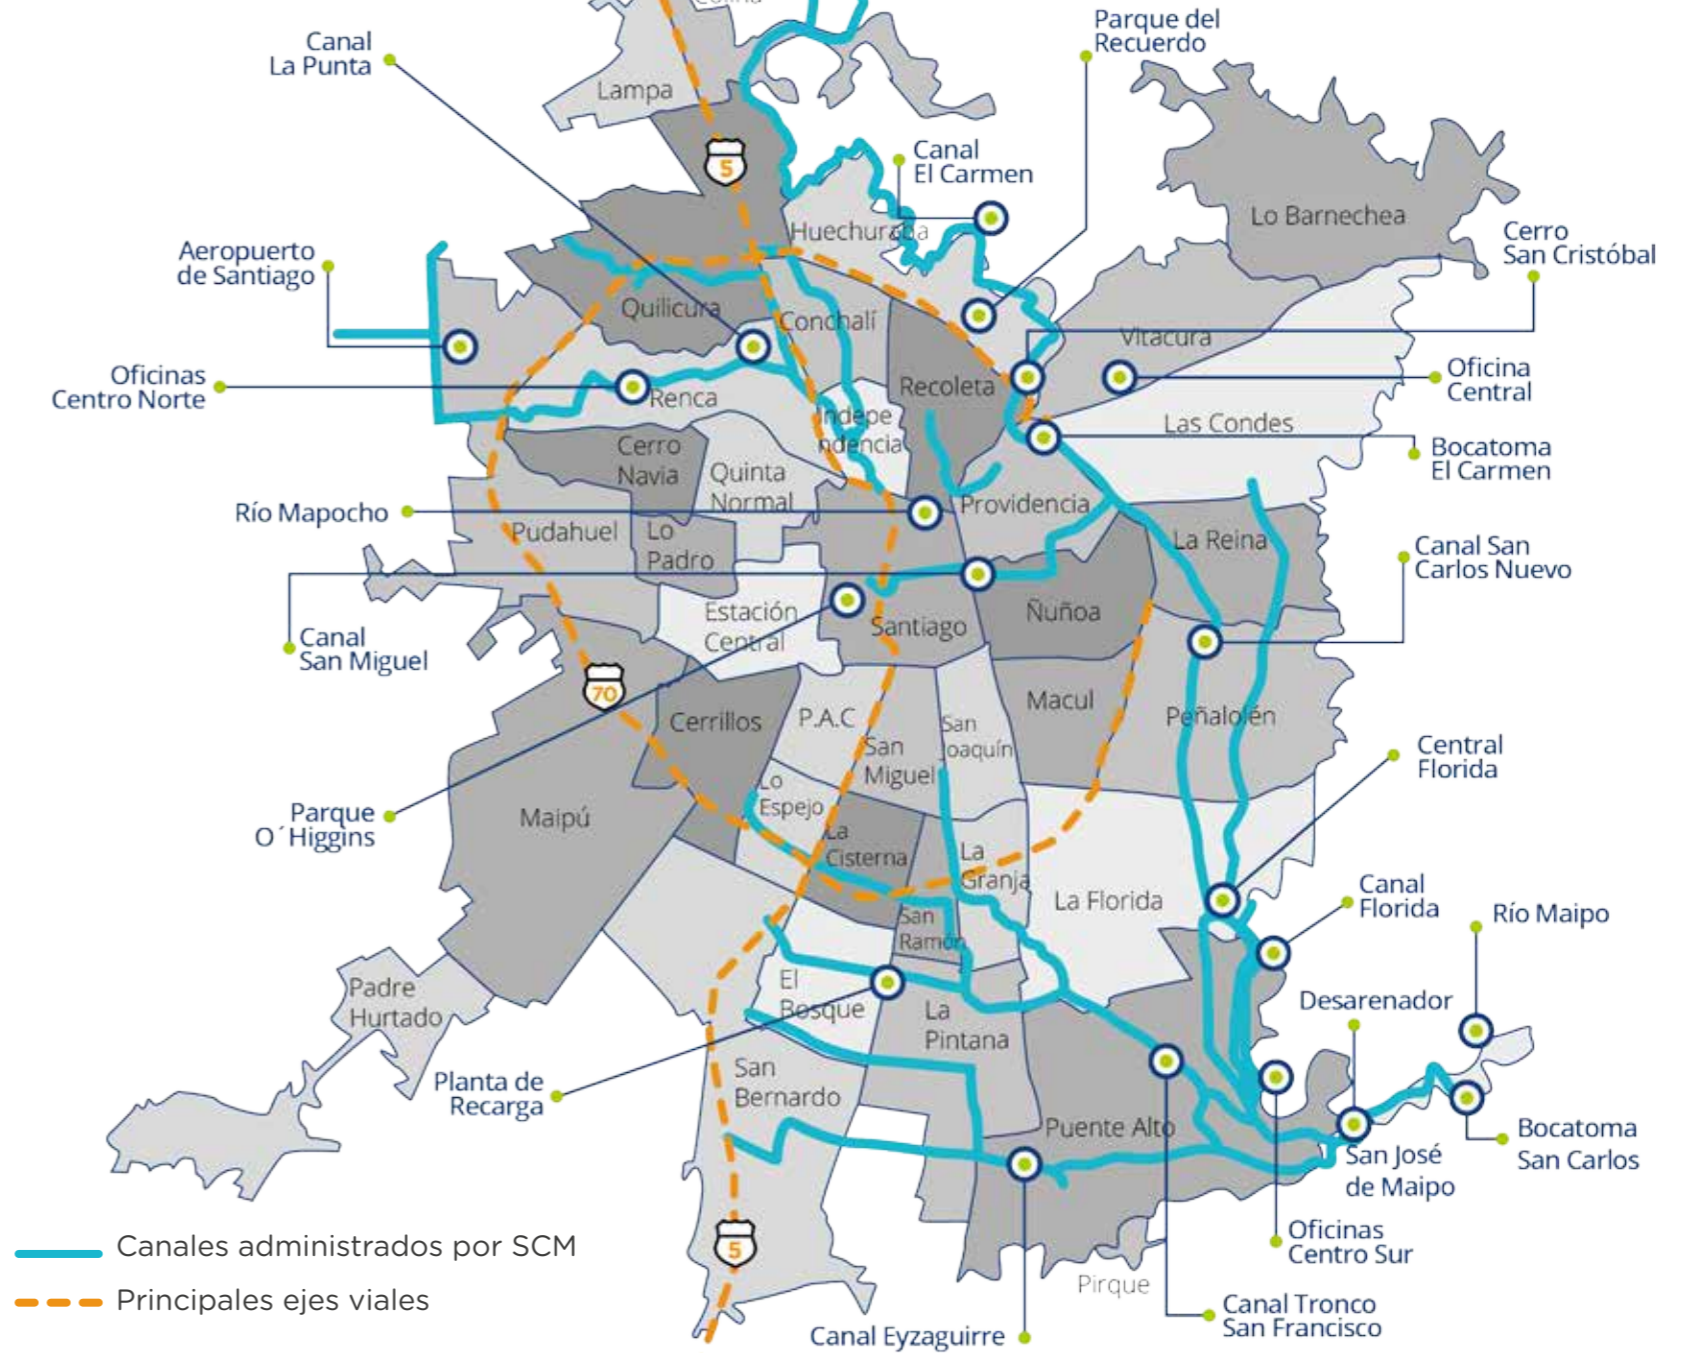 Colina
Parque del
Recuerdo
Canal
La Punta
Lampa
5
Canal
El Carmen
Lo Barnechea
Huechuraba
Cerro
San Cristóbal
Aeropuerto
de Santiago
Quilicura
Conchalí
Vitacura
Oficinas
Centro Norte
Renca
Recoleta
Oficina
Central
Indepe
ndencia
Las Condes
Bocatoma
El Carmen
Cerro
Navia
Quinta
Normal
Río Mapocho
Providencia
Pudahuel
Lo
Padro
La Reina
Canal San
Carlos Nuevo
Estación
Central
Santiago
Ñuñoa
Canal
San Miguel
70
Cerrillos
P.A.C
San
Miguel
San
Joaquín
Macul
Peñalolén
Central
Florida
Parque
O´Higgins
Maipú
Lo
Espejo
La
Cisterna
La
Granja
La Florida
Canal
Florida
Río Maipo
San
Ramón
Padre
Hurtado
El
Bosque
La
Pintana
Desarenador
Planta de
Recarga
San
Bernardo
Puente Alto
Bocatoma
San Carlos
San José
de Maipo
Oficinas
Centro Sur
5
Canales administrados por SCM
Principales ejes viales
Pirque
Canal Eyzaguirre
Canal Tronco
San Francisco